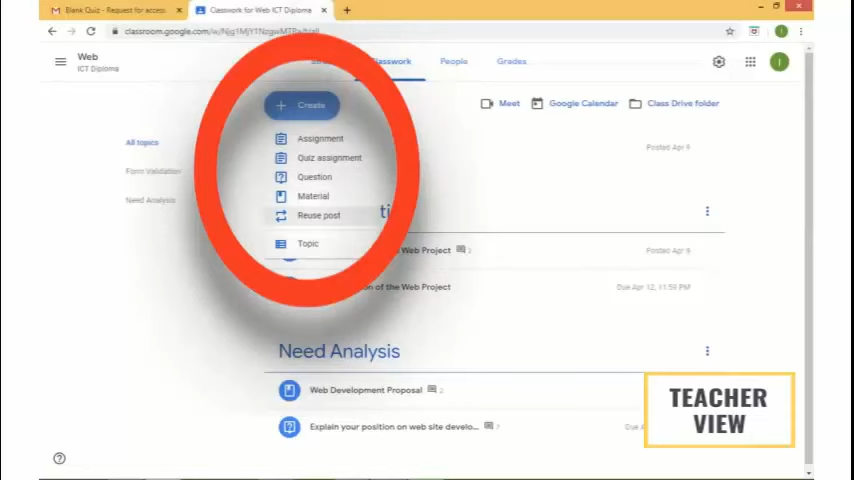 Blank Quiz - Request for access
Classwork for Web ICT Diploma
classroom.google.com/w/
Web
ICT Diploma
Classwork
People
Grades
Create
Meet
Google Calendar
Class Drive folder
Assignment
All topics
Posted Apr 9
Quiz assignment
Form Validation
Question
Material
Need Analysis
Reuse post
Topic
Web Project 2
Posted Apr 9
of the Web Project
Due Apr 12, 11:59 PM
Need Analysis
Web Development Proposal 2
Explain your position on web site develo... 7
TEACHER
VIEW